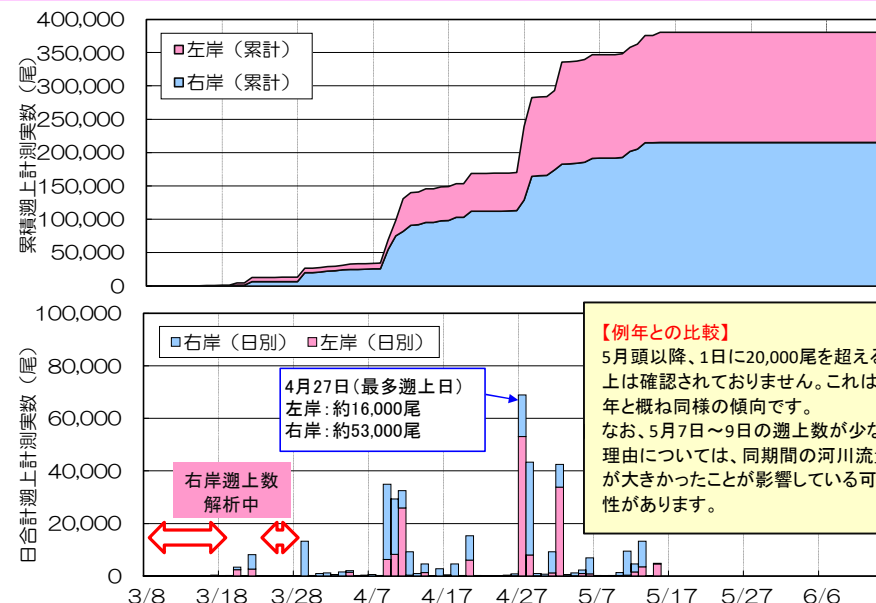 累積遡上計測実数(尾)
400,000
350,000
300,000
250,000
200,000
150,000
100,000
50,000
0
■左岸(累計)
■右岸(累計)
日合計遡上計測実数(尾)
100,000
80,000
60,000
40,000
20,000
0
■右岸(日別) ■左岸(日別)
4月27日(最多遡上日)
左岸:約16,000尾
右岸:約53,000尾
右岸遡上数
解析中
【例年との比較】
5月頭以降、1日に20,000尾を超える
上は確認されておりません。これは
年と概ね同様の傾向です。
なお、5月7日~9日の遡上数が少な
理由については、同期間の河川流
が大きかったことが影響している可
性があります。
3/8 3/18 3/28 4/7 4/17 4/27 5/7 5/17 5/27 6/6